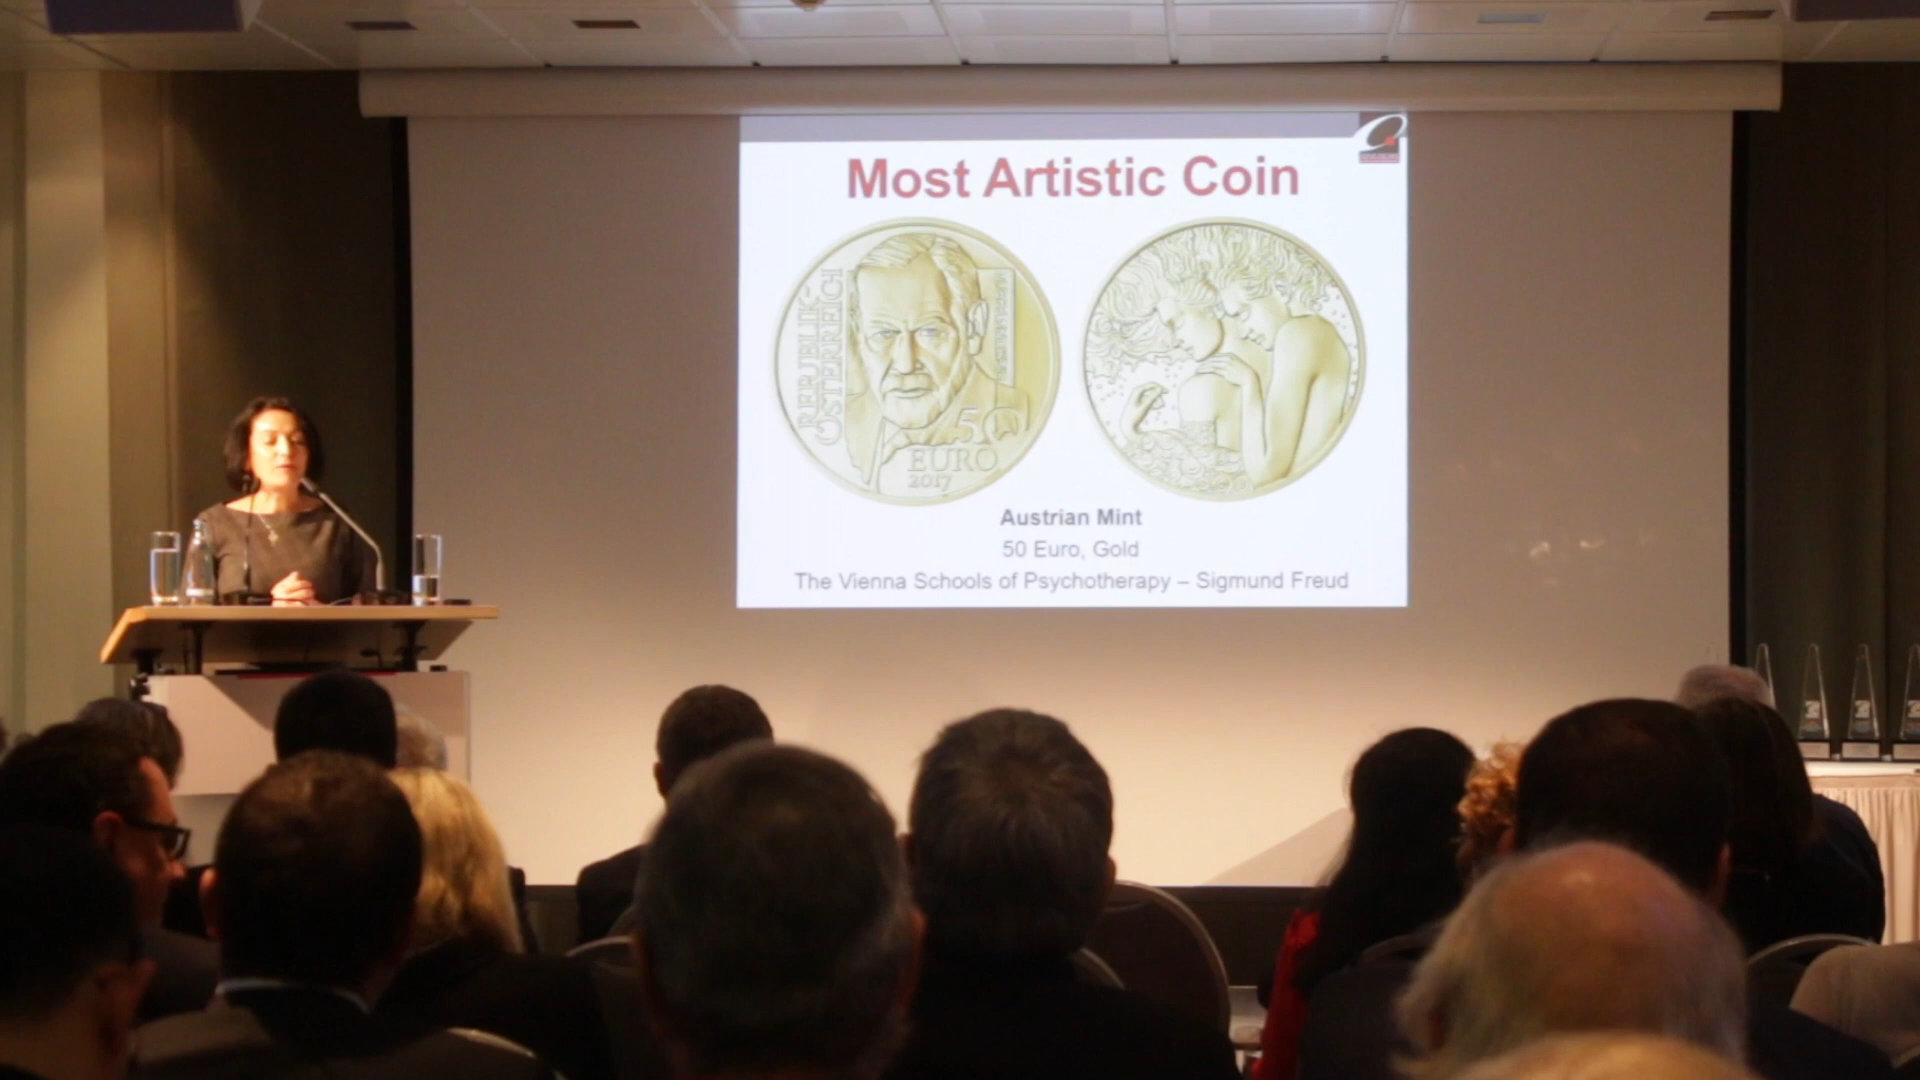 Most Artistic Coin
REPUBLIK-
ÖSTERREICH
50
EURO
2017
Austrian Mint
50 Euro, Gold
The Vienna Schools of Psychotherapy – Sigmund Freud